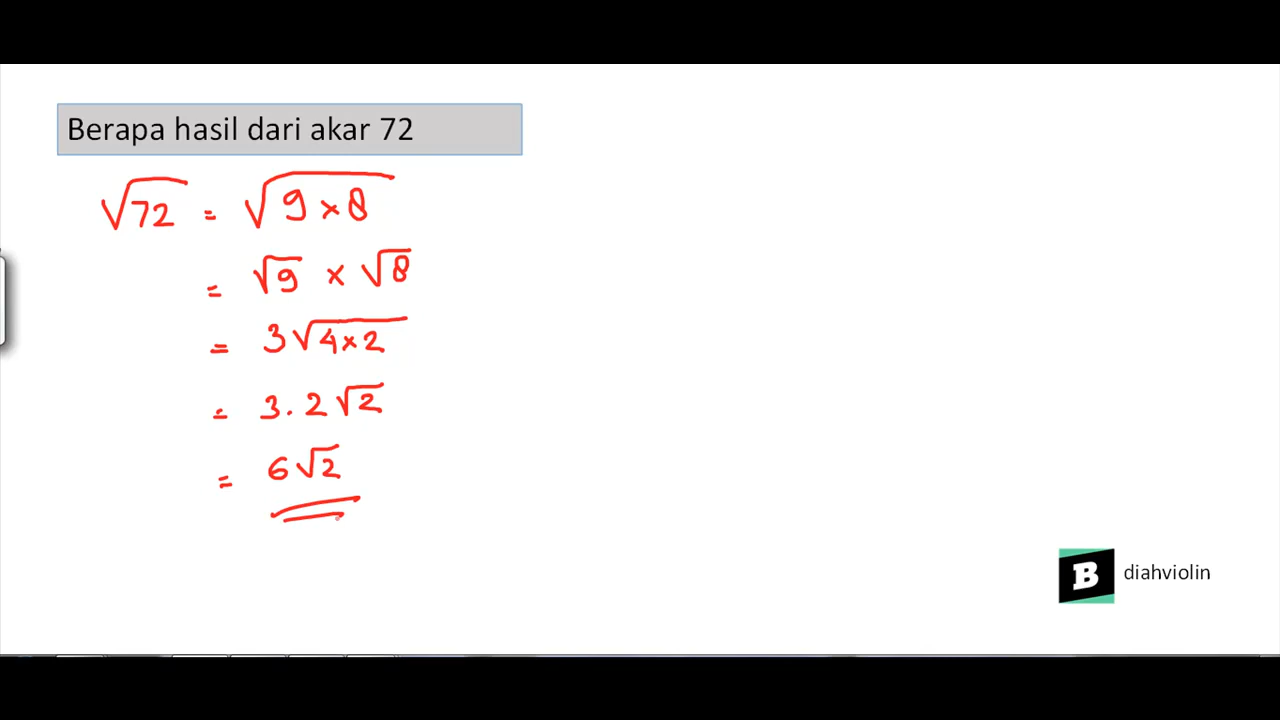 Berapa hasil dari akar 72
√72 = √9 × 8
= √9 × √8
= 3√4×2
= 3.2√2
= 6√2
B diahviolin